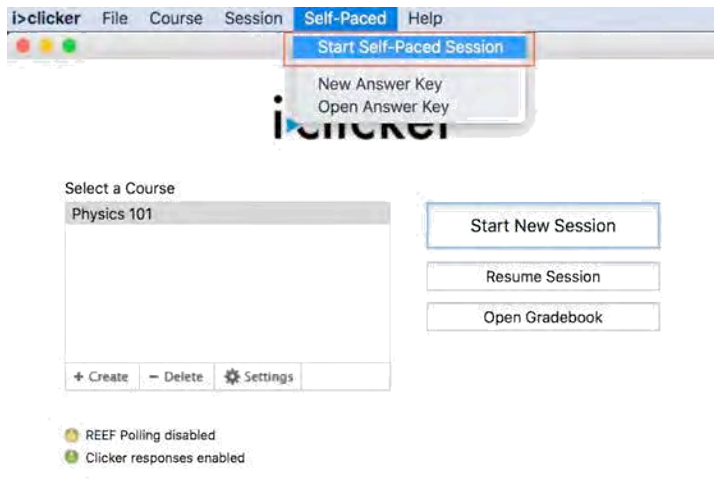 i>clicker File Course Session Self-Paced Help
Start Self-Paced Session
New Answer Key
Open Answer Key
i>clicker
Select a Course
Physics 101
Start New Session
Resume Session
Open Gradebook
+ Create − Delete Settings
REEF Polling disabled
Clicker responses enabled